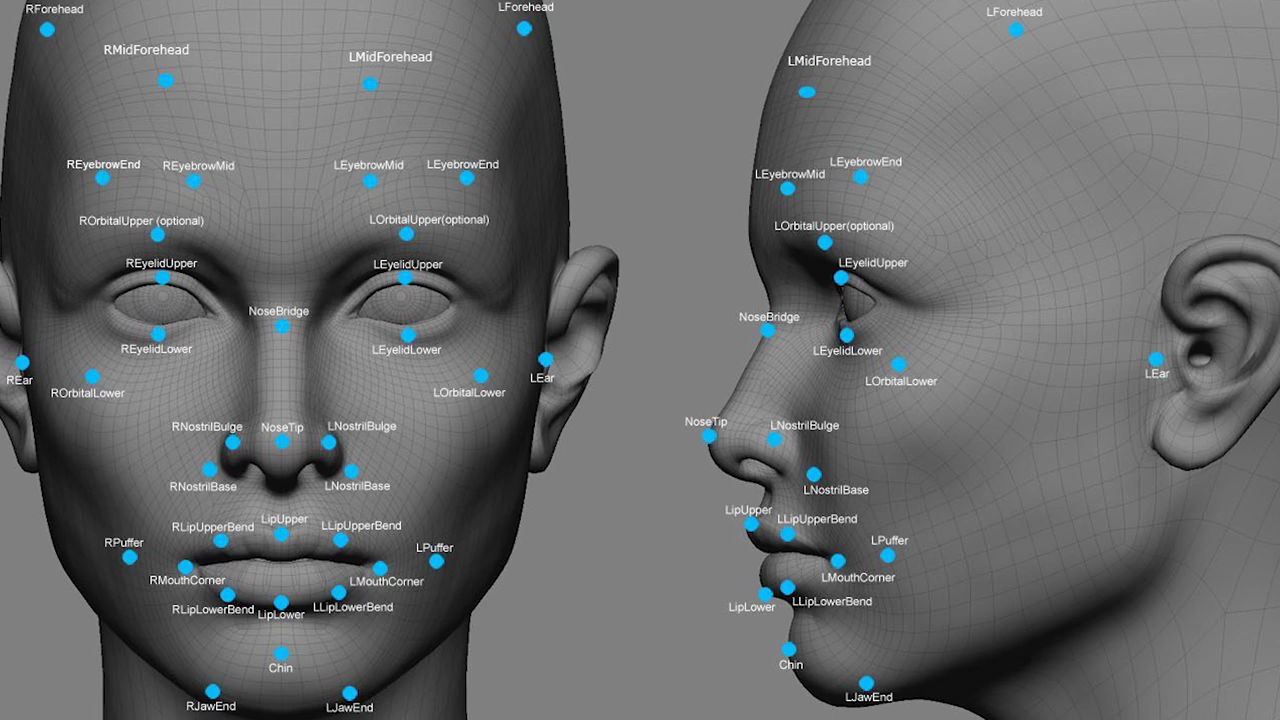 RForehead
LForehead
RMidForehead
LMidForehead
REyebrowEnd
REyebrowMid
LEyebrowMid
LEyebrowEnd
ROrbitalUpper (optional)
LOrbitalUpper(optional)
REyelidUpper
LEyelidUpper
NoseBridge
REyelidLower
LEyelidLower
REar
ROrbitalLower
LOrbitalLower
LEar
RNostrilBulge
NoseTip
LNostrilBulge
RNostrilBase
LNostrilBase
RLipUpperBend
LipUpper
LLipUpperBend
RPuffer
LPuffer
RMouthCorner
LMouthCorner
RLipLowerBend
LipLower
LLipLowerBend
Chin
RJawEnd
LJawEnd
LForehead
LMidForehead
LEyebrowEnd
LEyebrowMid
LOrbitalUpper(optional)
LEyelidUpper
NoseBridge
LEyelidLower
LOrbitalLower
LEar
NoseTip
LNostrilBulge
LNostrilBase
LipUpper
LLipUpperBend
LPuffer
LMouthCorner
LipLower
LLipLowerBend
Chin
LJawEnd